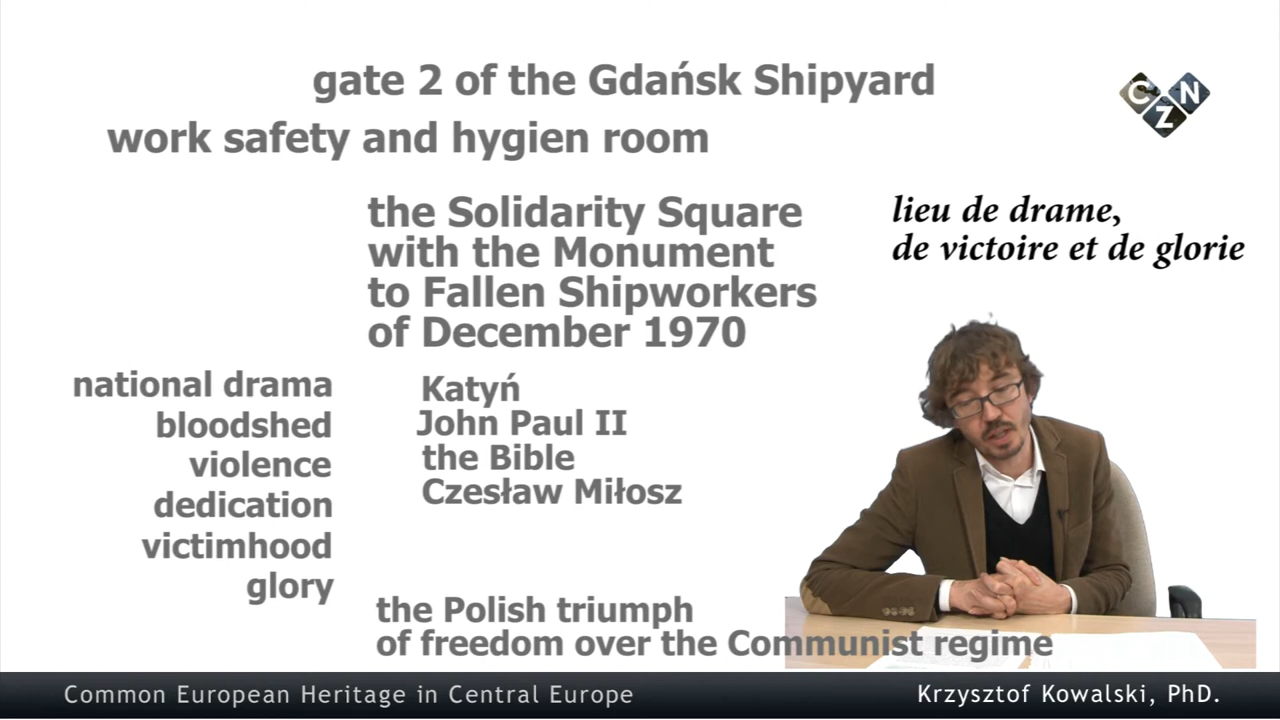 gate 2 of the Gdańsk Shipyard
C N
Z
work safety and hygien room
the Solidarity Square
with the Monument
to Fallen Shipworkers
of December 1970
lieu de drame,
de victoire et de glorie
national drama
bloodshed
violence
dedication
victimhood
glory
Katyń
John Paul II
the Bible
Czesław Miłosz
the Polish triumph
of freedom over the Communist regime
Common European Heritage in Central Europe
Krzysztof Kowalski, PhD.